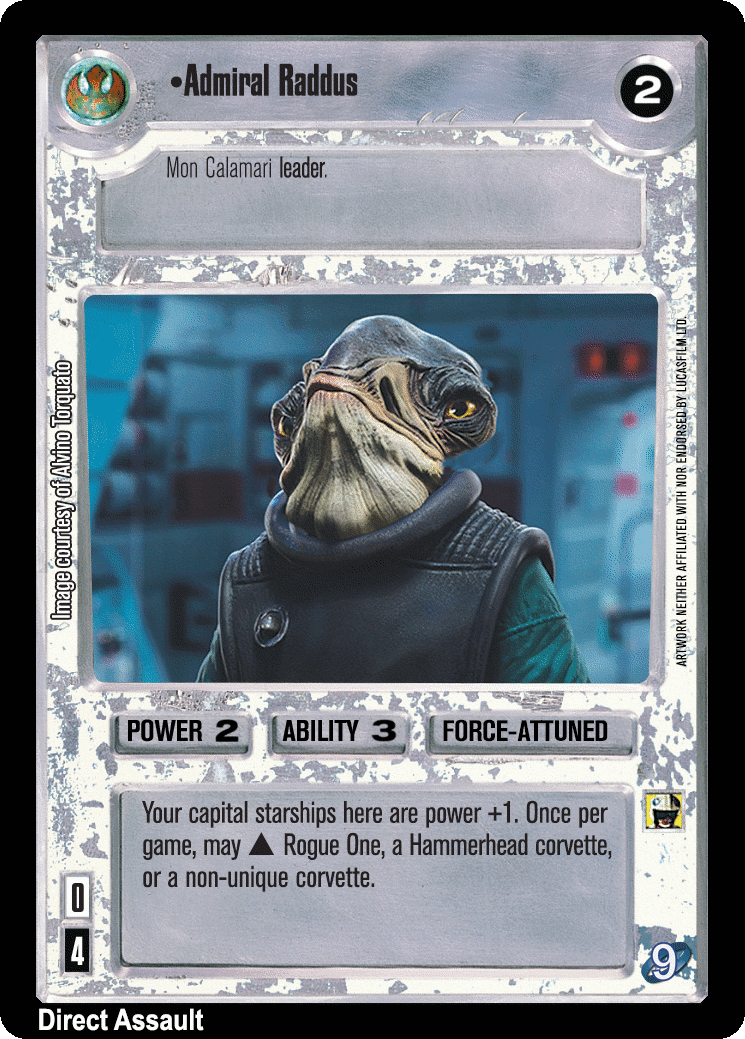 •Admiral Raddus
2
Mon Calamari leader.
Image courtesy of Alvino Torquato
ARTWORK NEITHER AFFILIATED WITH NOR ENDORSED BY LUCASFILM LTD.
POWER 2
ABILITY 3
FORCE-ATTUNED
Your capital starships here are power +1. Once per
game, may ▲ Rogue One, a Hammerhead corvette,
or a non-unique corvette.
0
4
9
Direct Assault